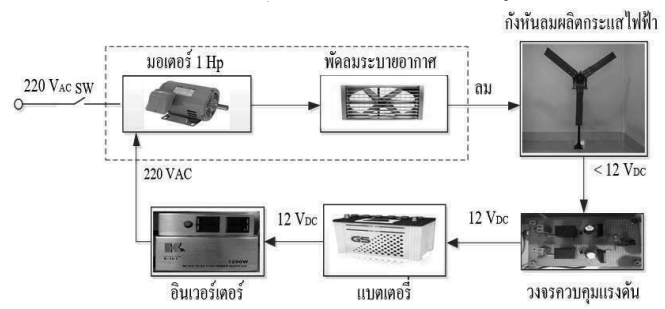 กังหันลมผลิตกระแสไฟฟ้า
มอเตอร์ 1 Hp
พัดลมระบายอากาศ
220 VAC SW
ลม
220 VAC
< 12 VDC
12 VDC
12 VDC
GS
1200W
อินเวอร์เตอร์
แบตเตอรี่
วงจรควบคุมแรงดัน